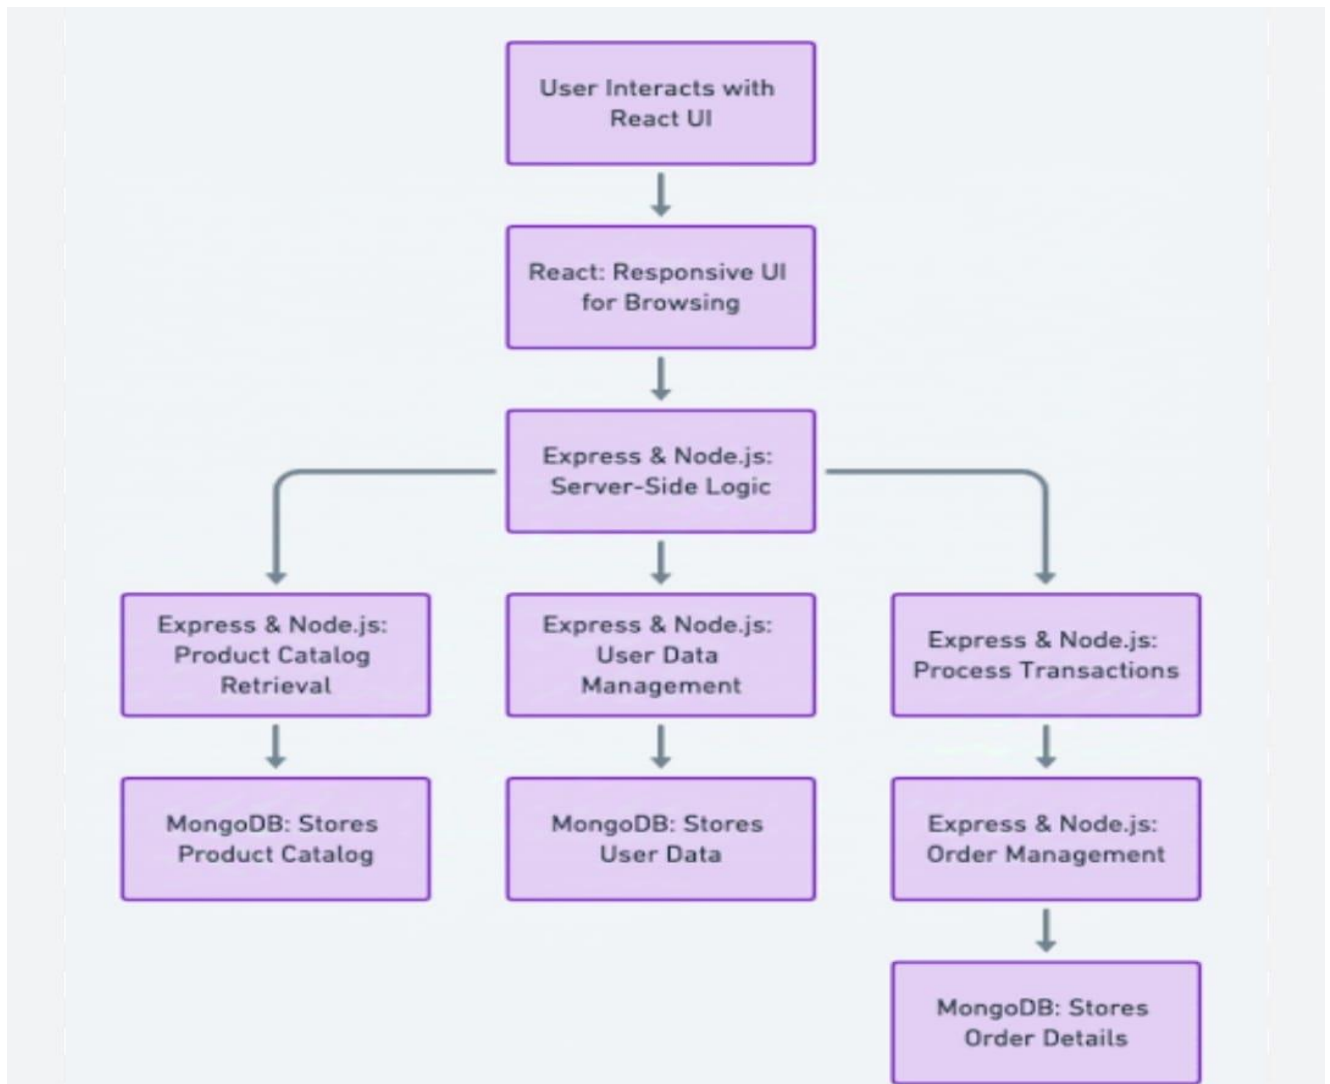 User Interacts with
React UI
React: Responsive UI
for Browsing
Express & Node.js:
Server-Side Logic
Express & Node.js:
Product Catalog
Retrieval
Express & Node.js:
User Data
Management
Express & Node.js:
Process Transactions
MongoDB: Stores
Product Catalog
MongoDB: Stores
User Data
Express & Node.js:
Order Management
MongoDB: Stores
Order Details